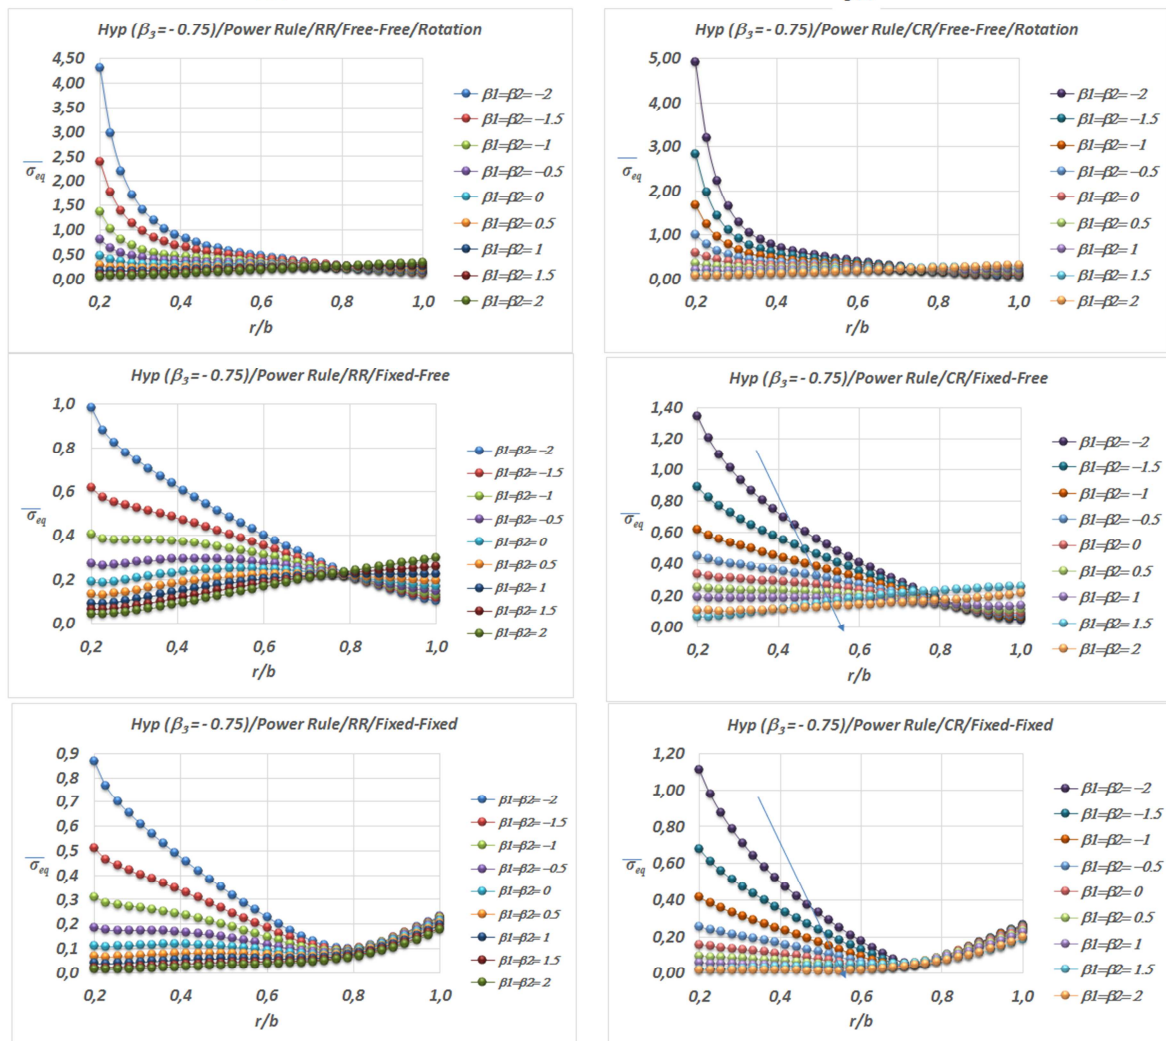 Hyp (β3 = - 0.75)/Power Rule/RR/Free-Free/Rotation
4,50
4,00
3,50
3,00
2,50
σeq
2,00
1,50
1,00
0,50
0,00
0,2 0,4 0,6 0,8 1,0
r/b
β1=β2= −2
β1=β2= −1.5
β1=β2= −1
β1=β2= −0.5
β1=β2= 0
β1=β2= 0.5
β1=β2= 1
β1=β2= 1.5
β1=β2= 2
Hyp (β3 = - 0.75)/Power Rule/CR/Free-Free/Rotation
5,00
4,00
3,00
σeq
2,00
1,00
0,00
0,2 0,4 0,6 0,8 1,0
r/b
β1=β2= −2
β1=β2= −1.5
β1=β2= −1
β1=β2= −0.5
β1=β2= 0
β1=β2= 0.5
β1=β2= 1
β1=β2= 1.5
β1=β2= 2
Hyp (β3 = - 0.75)/Power Rule/RR/Fixed-Free
1,0
0,8
0,6
σeq
0,4
0,2
0,0
0,2 0,4 0,6 0,8 1,0
r/b
β1=β2= −2
β1=β2= −1.5
β1=β2= −1
β1=β2= −0.5
β1=β2= 0
β1=β2= 0.5
β1=β2= 1
β1=β2= 1.5
β1=β2= 2
Hyp (β3 = - 0.75)/Power Rule/CR/Fixed-Free
1,40
1,20
1,00
0,80
σeq
0,60
0,40
0,20
0,00
0,2 0,4 0,6 0,8 1,0
r/b
β1=β2= −2
β1=β2= −1.5
β1=β2= −1
β1=β2= −0.5
β1=β2= 0
β1=β2= 0.5
β1=β2= 1
β1=β2= 1.5
β1=β2= 2
Hyp (β3 = - 0.75)/Power Rule/RR/Fixed-Fixed
0,9
0,8
0,7
0,6
0,5
σeq
0,4
0,3
0,2
0,1
0,0
0,2 0,4 0,6 0,8 1,0
r/b
β1=β2= −2
β1=β2= −1.5
β1=β2= −1
β1=β2= −0.5
β1=β2= 0
β1=β2= 0.5
β1=β2= 1
β1=β2= 1.5
β1=β2= 2
Hyp (β3 = - 0.75)/Power Rule/CR/Fixed-Fixed
1,20
1,00
0,80
0,60
σeq
0,40
0,20
0,00
0,2 0,4 0,6 0,8 1,0
r/b
β1=β2= −2
β1=β2= −1.5
β1=β2= −1
β1=β2= −0.5
β1=β2= 0
β1=β2= 0.5
β1=β2= 1
β1=β2= 1.5
β1=β2= 2